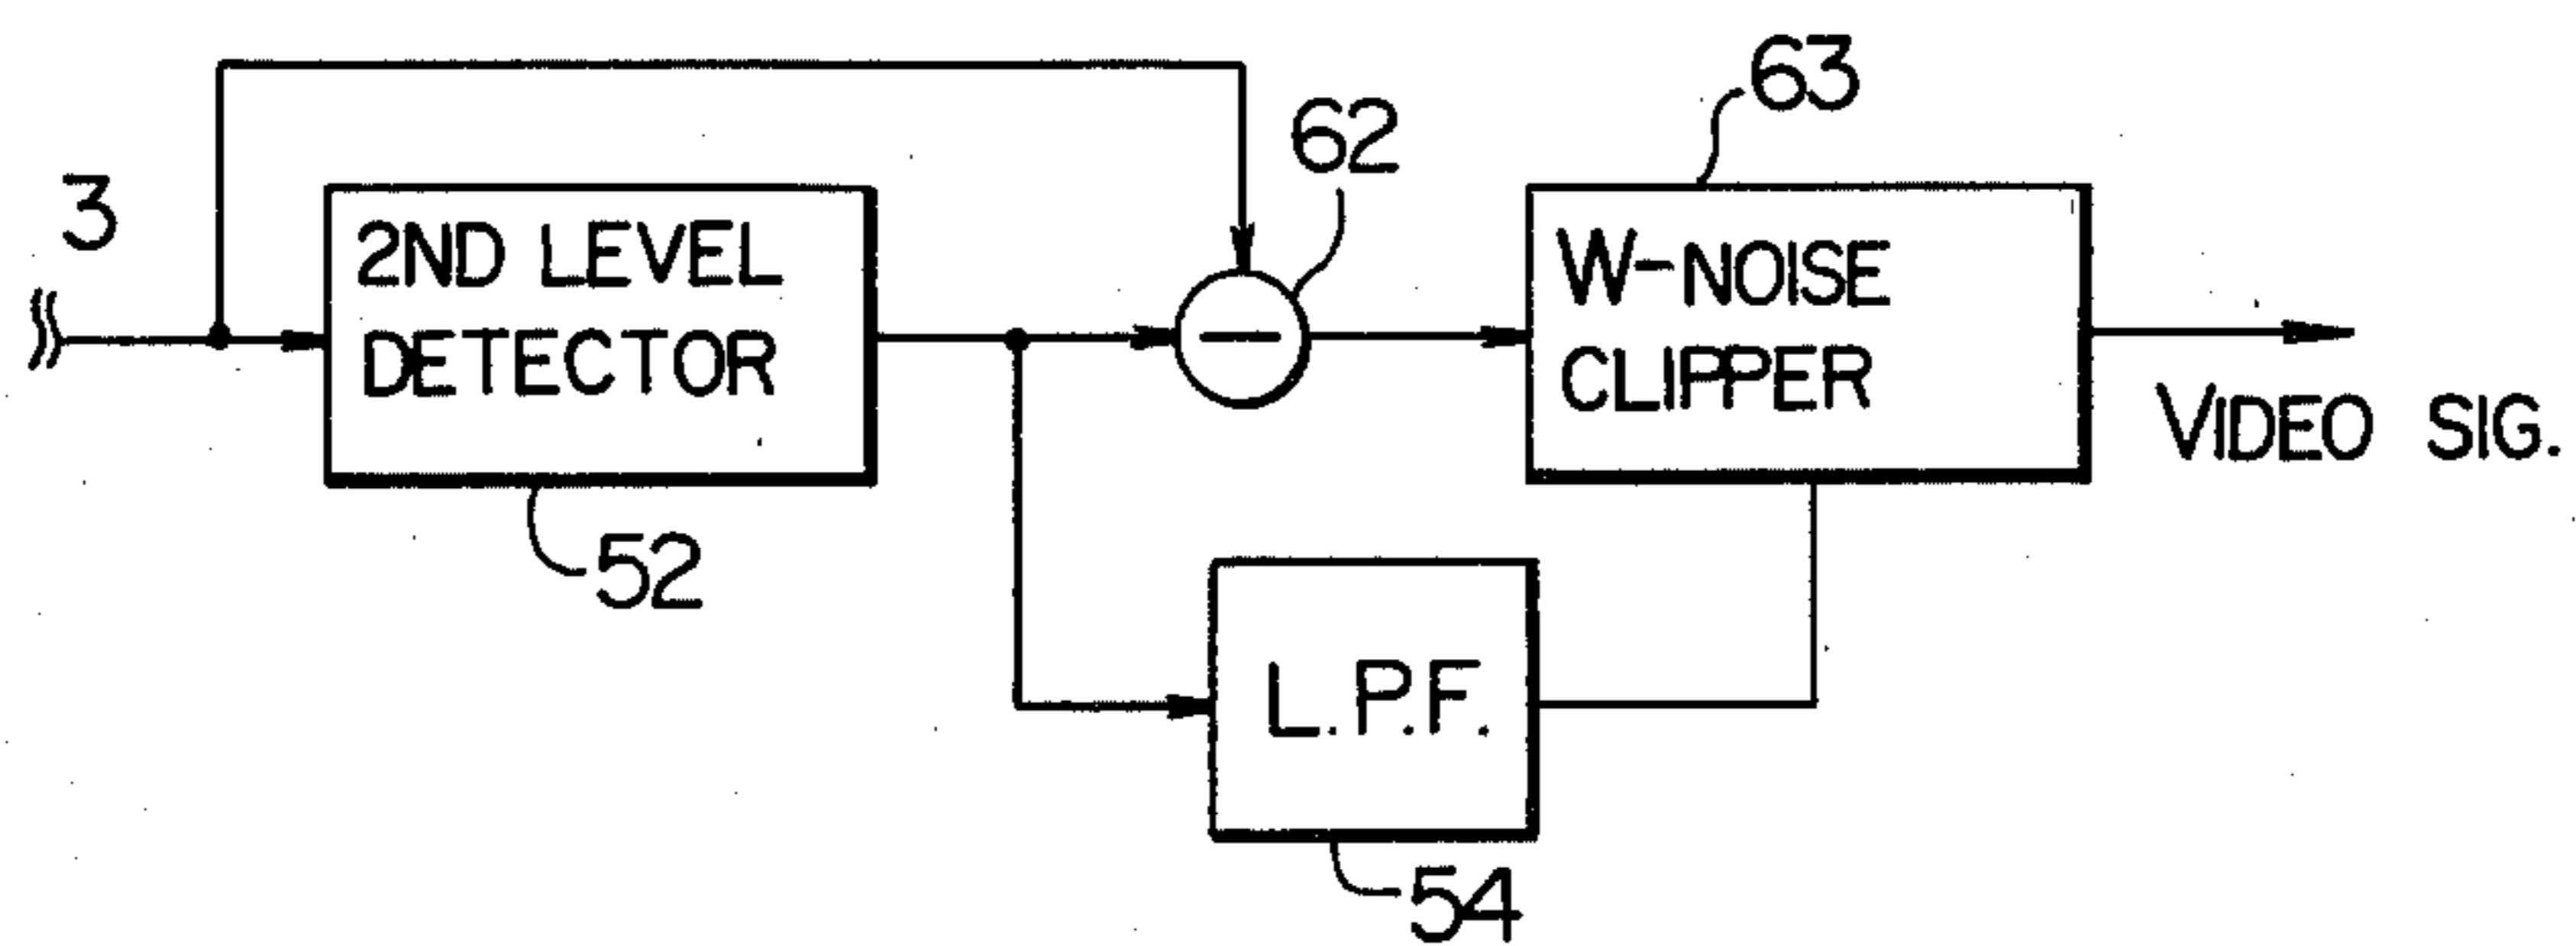 63
62
3
2ND LEVEL
DETECTOR
−
W-NOISE
CLIPPER
VIDEO SIG.
52
L.P.F.
54